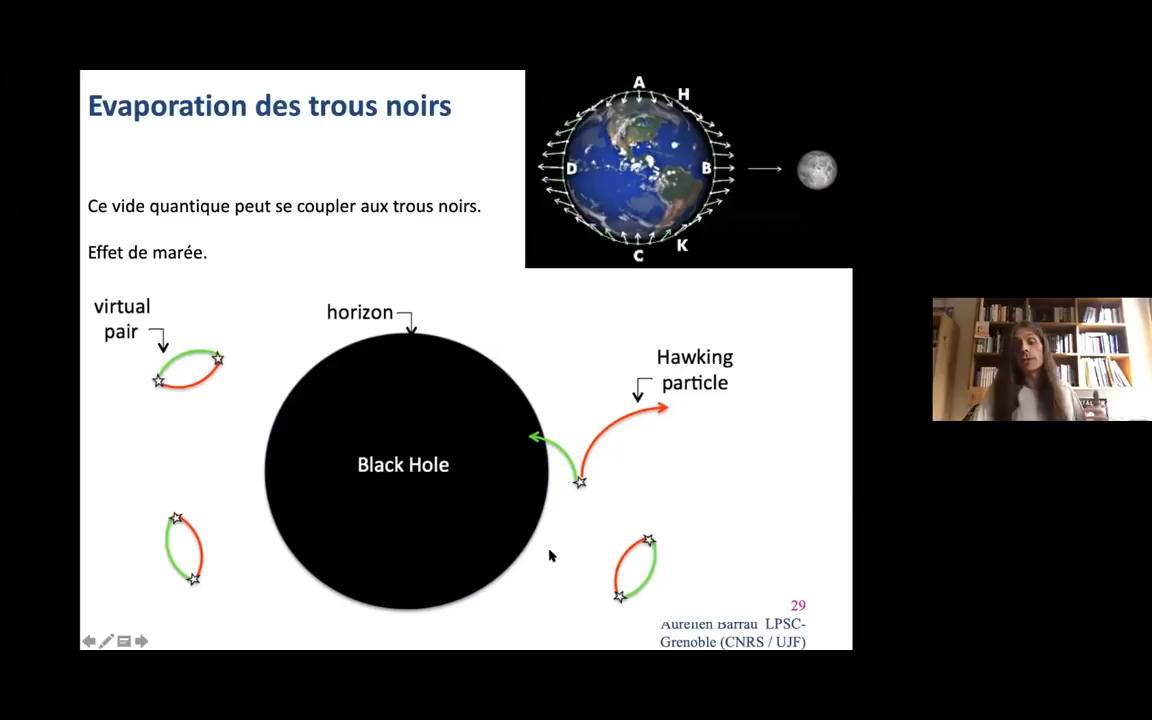 Evaporation des trous noirs
A
H
D
B
C
K
Ce vide quantique peut se coupler aux trous noirs.
Effet de marée.
virtual
pair
horizon
Hawking
particle
Black Hole
29
Aurélien Barrau LPSC-
Grenoble (CNRS / UJF)